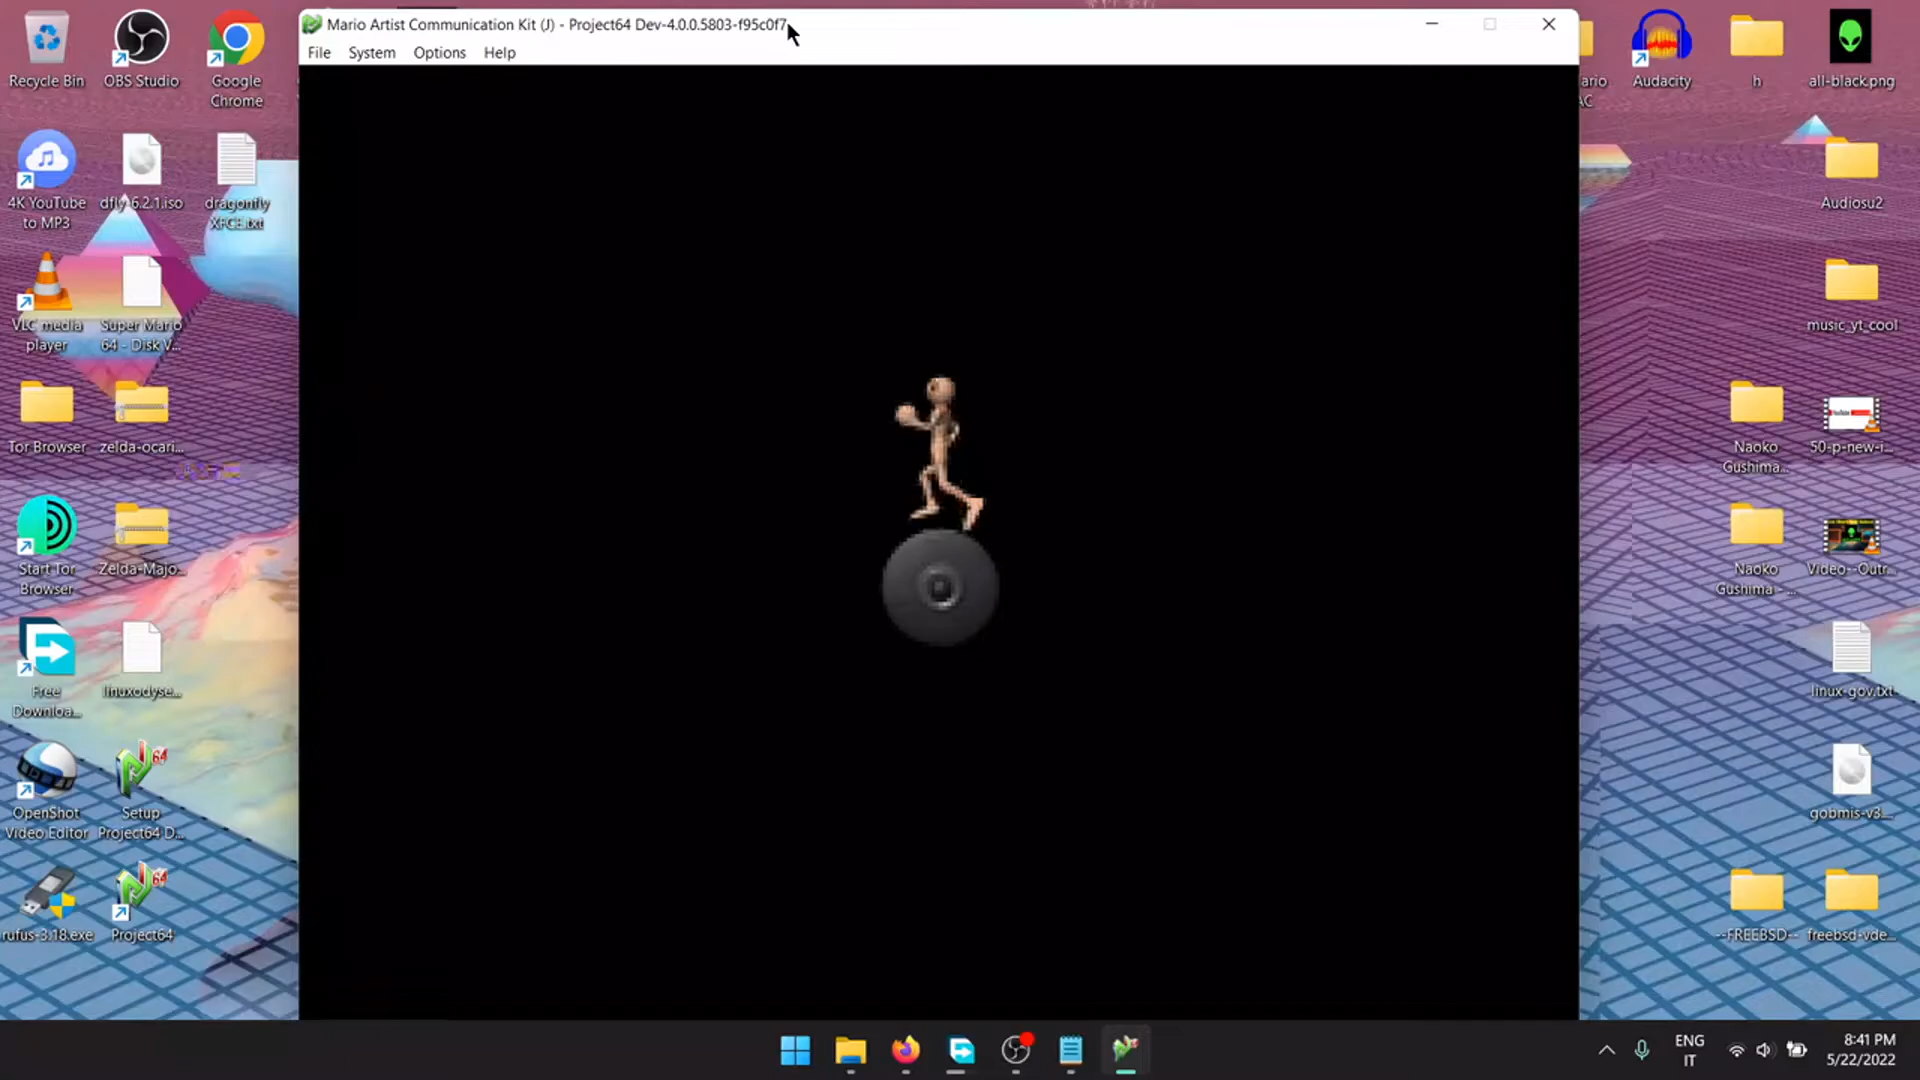 Mario Artist Communication Kit (J) - Project64 Dev-4.0.0.5803-f95c0f7
File System Options Help
Recycle Bin
OBS Studio
Google
Chrome
4K YouTube
to MP3
dfly-6.2.1.iso
dragonfly
XFCE.txt
VLC media
player
Super Mario
64 - Disk V...
Tor Browser
zelda-ocari...
Start Tor
Browser
Zelda-Majo...
Free
Downloa...
linuxodyse...
OpenShot
Video Editor
Setup
Project64 D...
rufus-3.18.exe
Project64
Audacity
h
all-black.png
Audiosu2
music_yt_cool
Naoko
Gushima...
50-p-new-i...
Naoko
Gushima - ...
Video--Outr...
linux-gov.txt
gobmis-v3...
--FREEBSD--
freebsd-vde...
ENG
IT
8:41 PM
5/22/2022